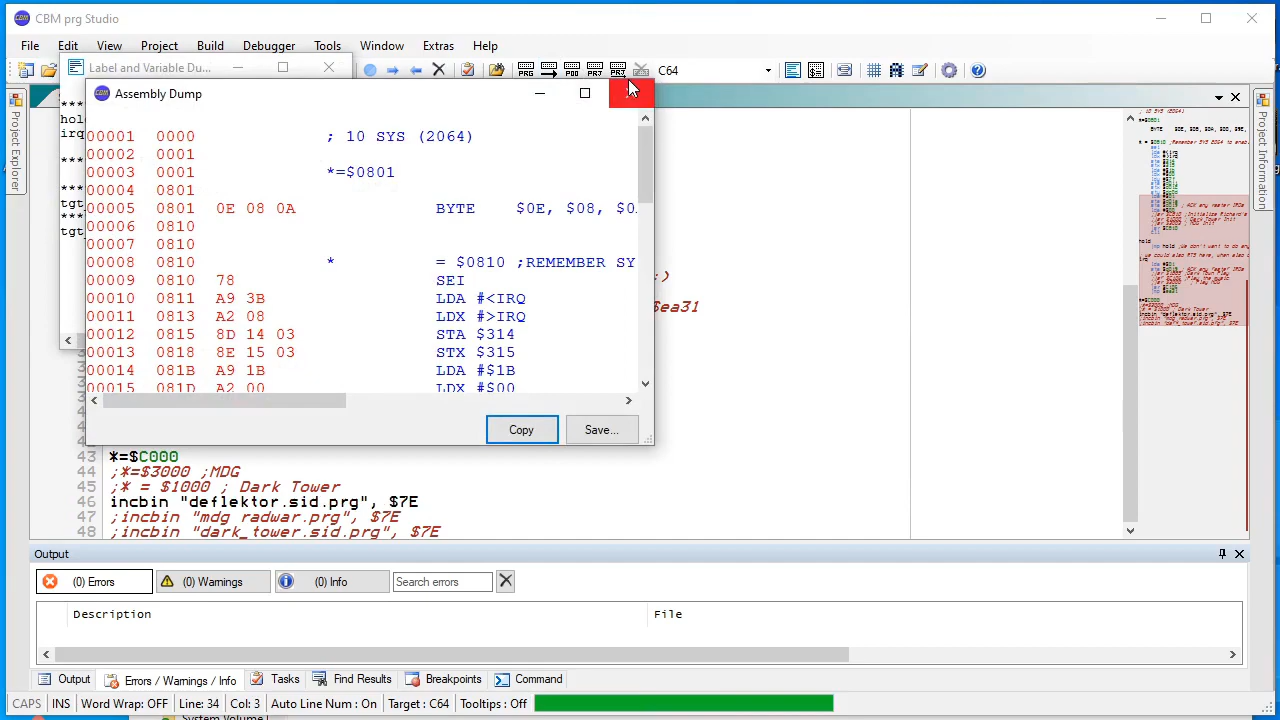 CBM prg Studio
File Edit View Project Build Debugger Tools Window Extras Help
Label and Variable Du...
C64
CBM Assembly Dump
Project Explorer
Project Information
00001 0000 ; 10 SYS (2064)
00002 0001
00003 0001 *=$0801
00004 0801
00005 0801 0E 08 0A BYTE $0E, $08, $0
00006 0810
00007 0810
00008 0810 * = $0810 ;REMEMBER SY
00009 0810 78 SEI
00010 0811 A9 3B LDA #<IRQ
00011 0813 A2 08 LDX #>IRQ
00012 0815 8D 14 03 STA $314
00013 0818 8E 15 03 STX $315
00014 081B A9 1B LDA #$1B
00015 081D A2 00 LDX #$00
:)
$ea31
Copy Save...
43 *=$C000
44 ;*=$3000 ;MDG
45 ;* = $1000 ; Dark Tower
46 incbin "deflektor.sid.prg", $7E
47 ;incbin "mdg_radwar.prg", $7E
48 ;incbin "dark_tower.sid.prg", $7E
Output
(0) Errors (0) Warnings (0) Info Search errors
Description File
Output Errors / Warnings / Info Tasks Find Results Breakpoints Command
CAPS INS Word Wrap: OFF Line: 34 Col: 3 Auto Line Num : On Target : C64 Tooltips : Off